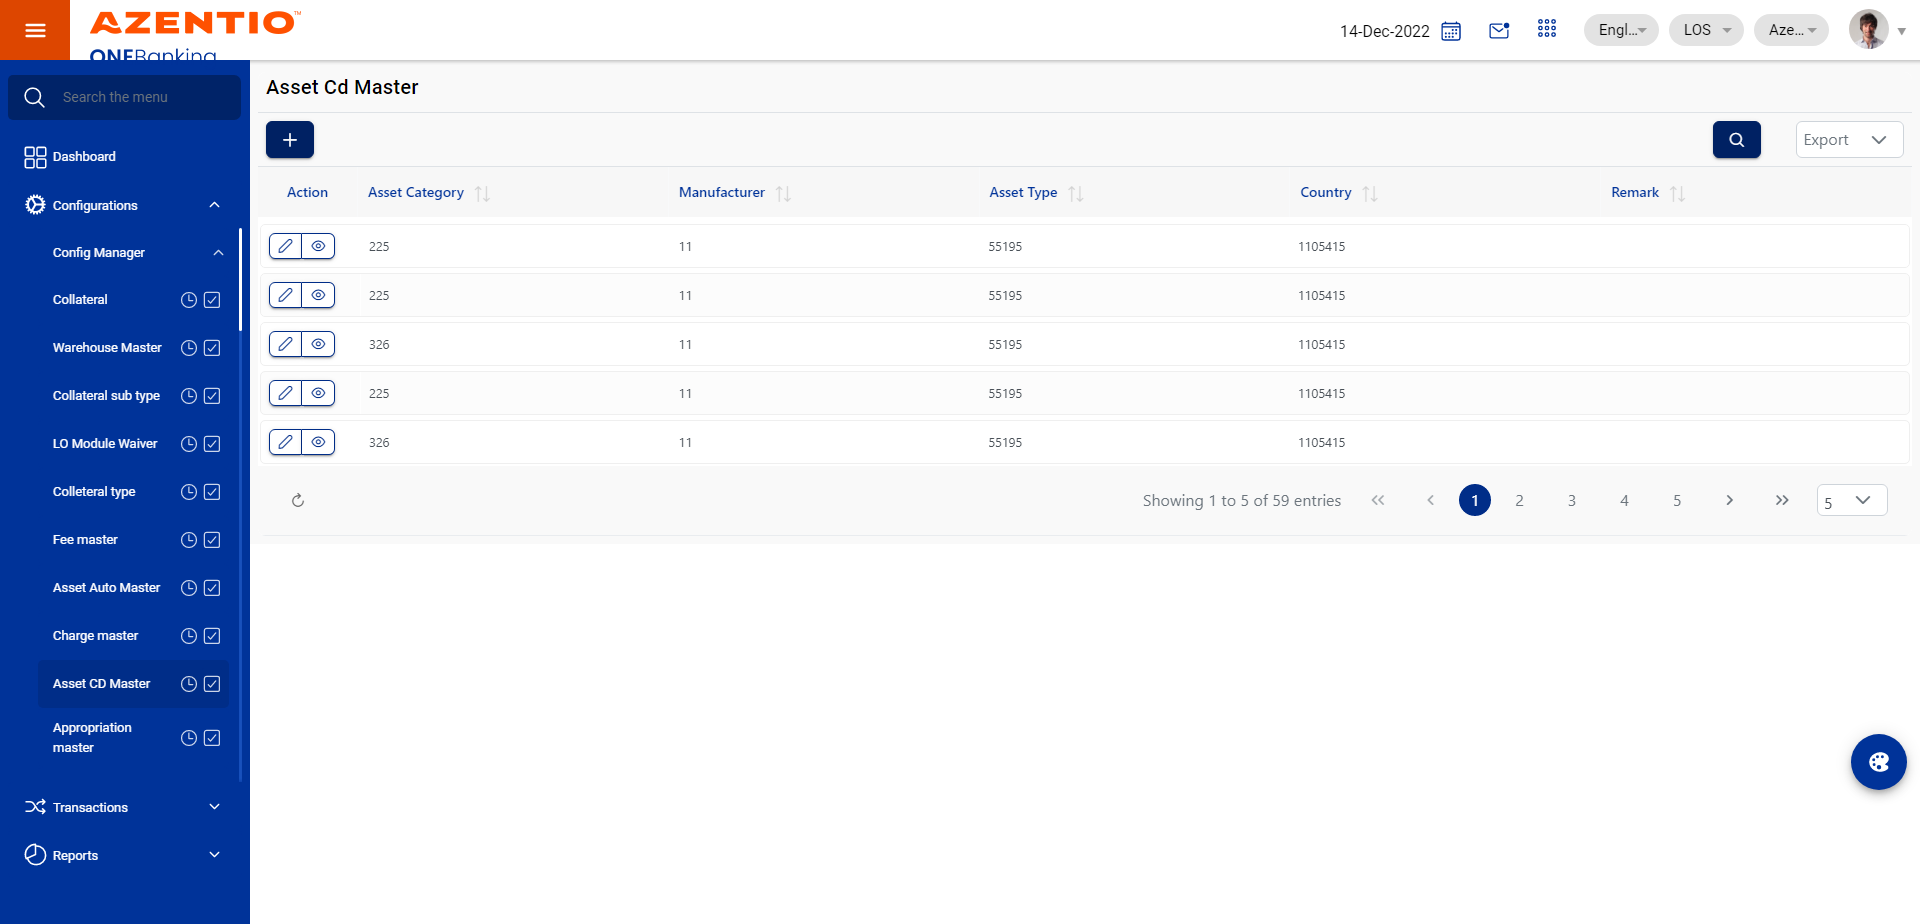 AZENTIO™
ONEBanking
14-Dec-2022
Engl...
LOS
Aze...
Search the menu
Dashboard
Configurations
Config Manager
Collateral
Warehouse Master
Collateral sub type
LO Module Waiver
Colleteral type
Fee master
Asset Auto Master
Charge master
Asset CD Master
Appropriation
master
Transactions
Reports
Asset Cd Master
Export
Action Asset Category Manufacturer Asset Type Country Remark
225 11 55195 1105415
225 11 55195 1105415
326 11 55195 1105415
225 11 55195 1105415
326 11 55195 1105415
Showing 1 to 5 of 59 entries 1 2 3 4 5 5